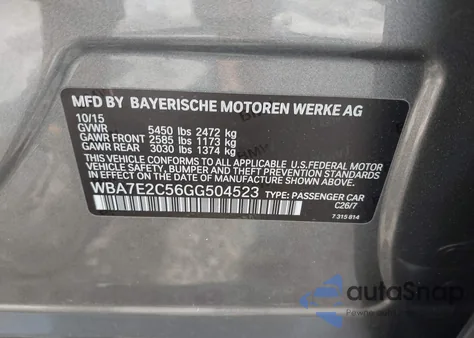 MFD BY BAYERISCHE MOTOREN WERKE AG
10/15
GVWR 5450 lbs 2472 kg
GAWR FRONT 2585 lbs 1173 kg
GAWR REAR 3030 lbs 1374 kg
THIS VEHICLE CONFORMS TO ALL APPLICABLE U.S.FEDERAL MOTOR
VEHICLE SAFETY, BUMPER, AND THEFT PREVENTION STANDARDS
IN EFFECT ON THE DATE OF MANUFACTURE SHOWN ABOVE.
WBA7E2C56GG504523 TYPE: PASSENGER CAR
C26/7
7 315 814
autoSnap